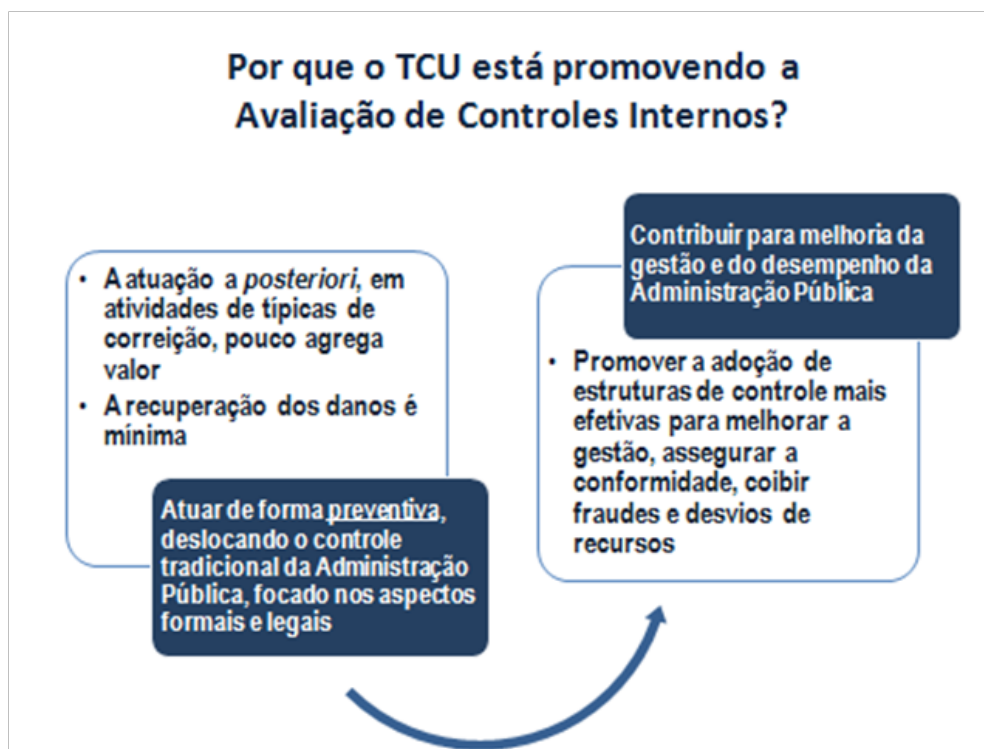 Por que o TCU está promovendo a
Avaliação de Controles Internos?
• A atuação a posteriori, em
atividades de típicas de
correição, pouco agrega
valor
• A recuperação dos danos é
mínima
Atuar de forma preventiva,
deslocando o controle
tradicional da Administração
Pública, focado nos aspectos
formais e legais
Contribuir para melhoria da
gestão e do desempenho da
Administração Pública
• Promover a adoção de
estruturas de controle mais
efetivas para melhorar a
gestão, assegurar a
conformidade, coibir
fraudes e desvios de
recursos